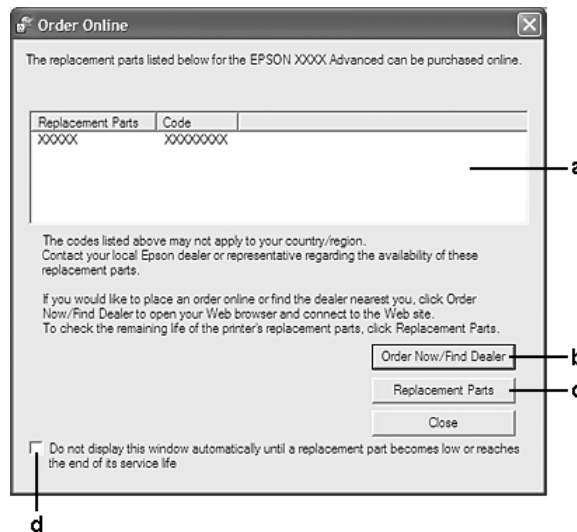 Order Online
The replacement parts listed below for the EPSON XXXX Advanced can be purchased online.
Replacement Parts Code
XXXXX XXXXXXXX
a
The codes listed above may not apply to your country/region.
Contact your local Epson dealer or representative regarding the availability of these
replacement parts.
If you would like to place an order online or find the dealer nearest you, click Order
Now/Find Dealer to open your Web browser and connect to the Web site.
To check the remaining life of the printer's replacement parts, click Replacement Parts.
Order Now/Find Dealer b
Replacement Parts c
Close
Do not display this window automatically until a replacement part becomes low or reaches
the end of its service life
d